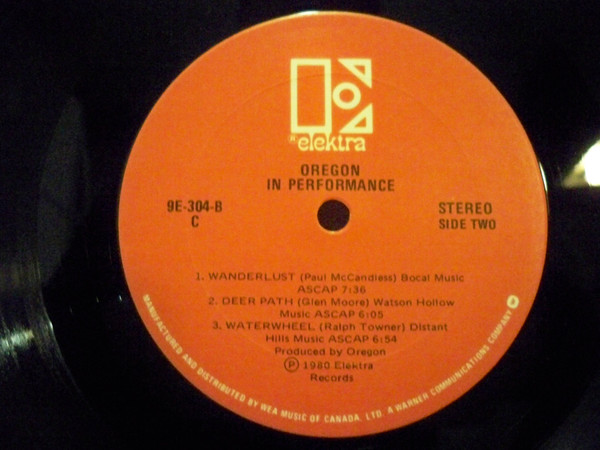 elektra
OREGON
IN PERFORMANCE
9E-304-B
C
STEREO
SIDE TWO
1. WANDERLUST (Paul McCandless) Bocal Music
ASCAP 7:36
2. DEER PATH (Glen Moore) Watson Hollow
Music ASCAP 6:05
3. WATERWHEEL (Ralph Towner) Distant
Hills Music ASCAP 6:54
Produced by Oregon
Ⓟ 1980 Elektra
Records
MANUFACTURED AND DISTRIBUTED BY WEA MUSIC OF CANADA, LTD. A WARNER COMMUNICATIONS COMPANY